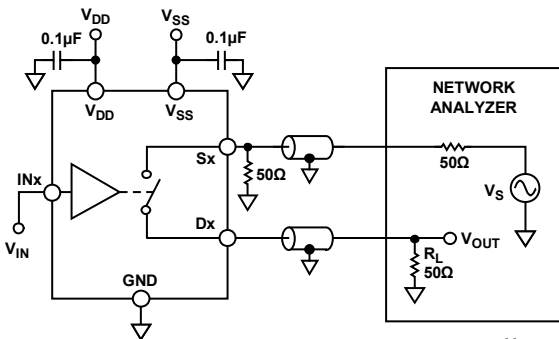 VDD
VSS
0.1µF
0.1µF
VDD
VSS
NETWORK
ANALYZER
Sx
50Ω
50Ω
INx
VS
Dx
VOUT
VIN
RL
50Ω
GND